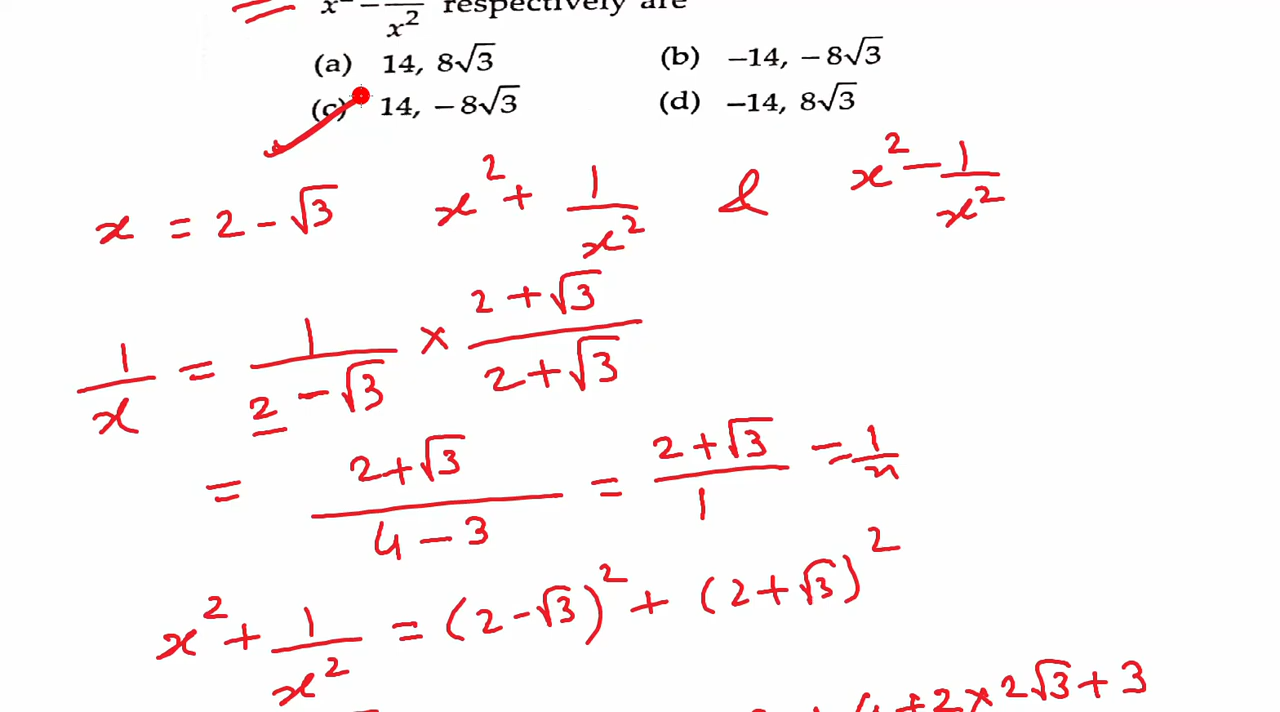 x² − 1/x² respectively are
(a) 14, 8√3 (b) −14, − 8√3
(c) 14, − 8√3 (d) −14, 8√3
x = 2 − √3 x² + 1/x² & x² − 1/x²
1/x = 1/(2 − √3) × (2 + √3)/(2 + √3)
= (2 + √3)/(4 − 3) = (2 + √3)/1 = 1/x
x² + 1/x² = (2 − √3)² + (2 + √3)²
4 + 2 × 2√3 + 3